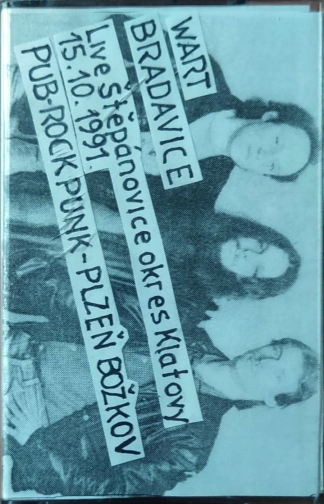 WART
BRADAVICE
Live Štěpánovice okres Klatovy
15.10.1991.
PUB-ROCK PUNK-PLZEŇ BOŽKOV